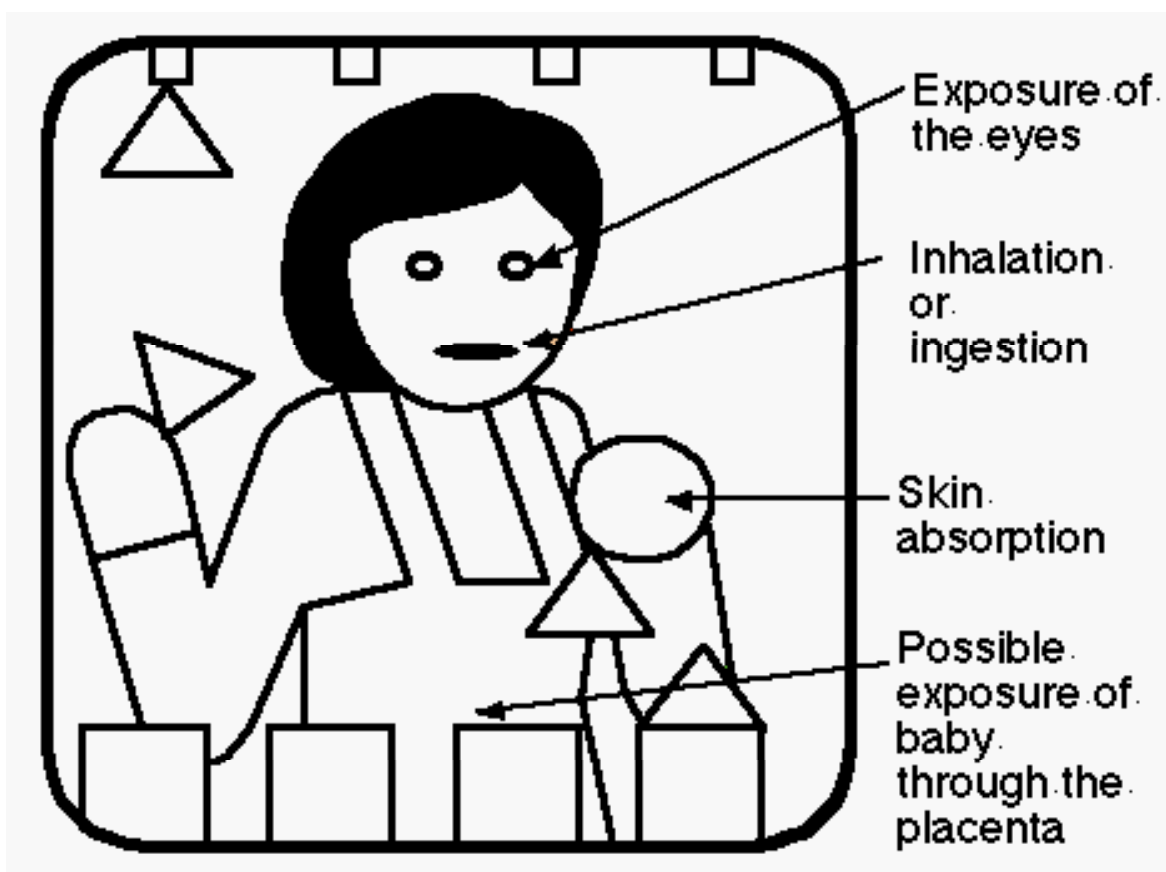 Exposure of
the eyes
Inhalation
or
ingestion
Skin
absorption
Possible
exposure of
baby
through the
placenta